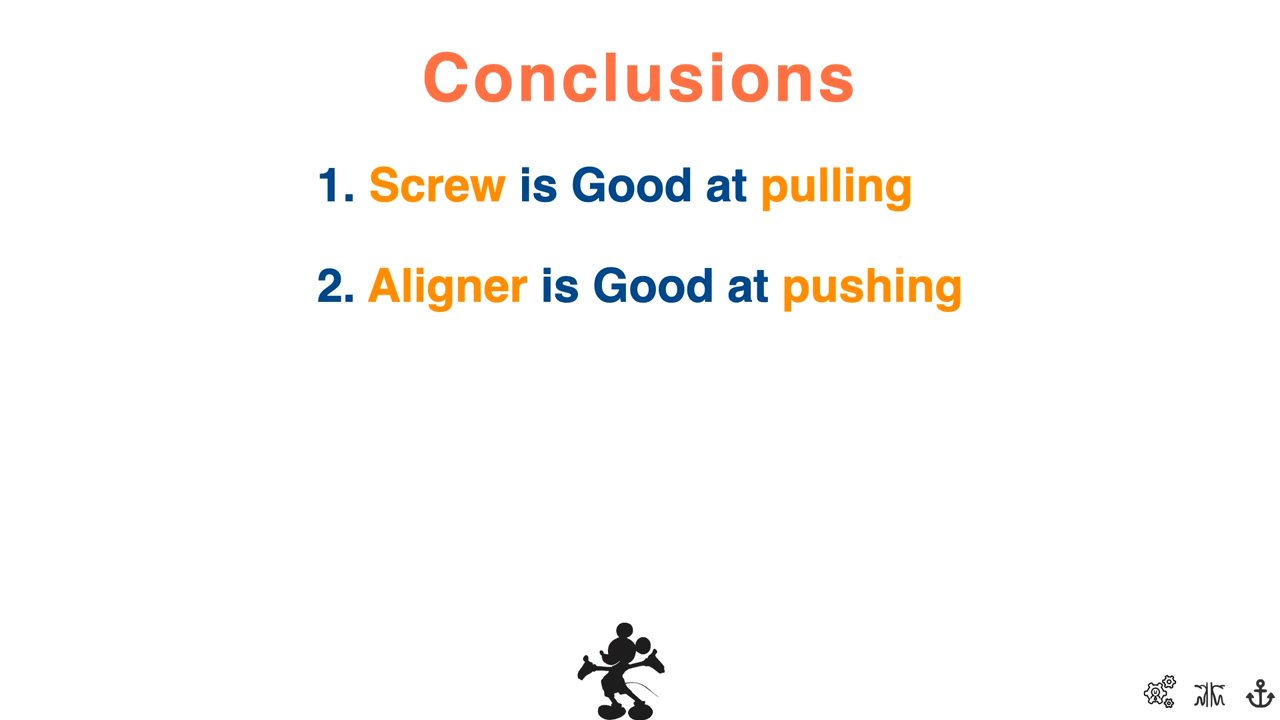 Conclusions
1. Screw is Good at pulling
2. Aligner is Good at pushing